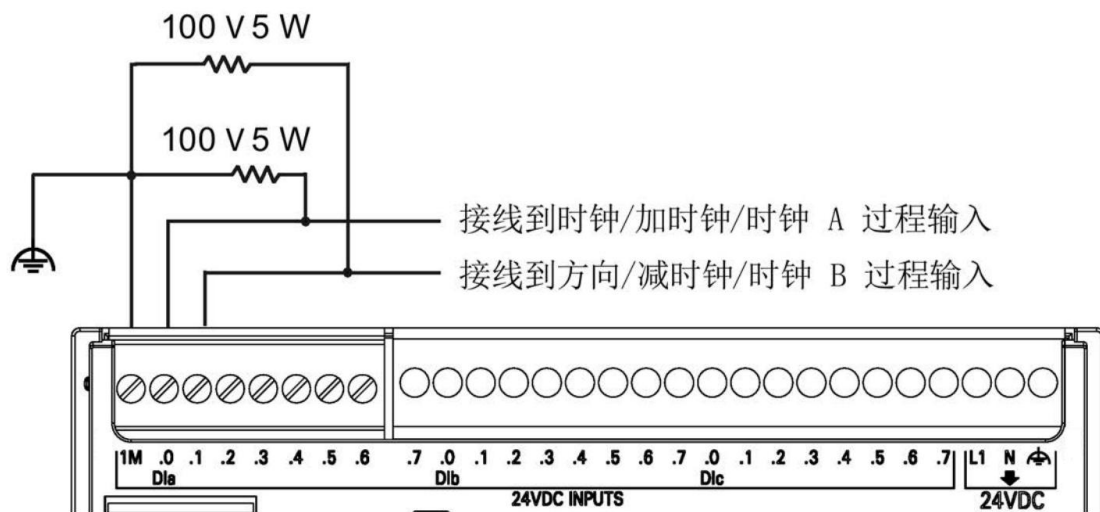 100 V 5 W
100 V 5 W
接线到时钟/加时钟/时钟 A 过程输入
接线到方向/减时钟/时钟 B 过程输入
1M .0 .1 .2 .3 .4 .5 .6 .7 .0 .1 .2 .3 .4 .5 .6 .7 .0 .1 .2 .3 .4 .5 .6 .7 L1 N
DIa DIb DIc
24VDC INPUTS 24VDC